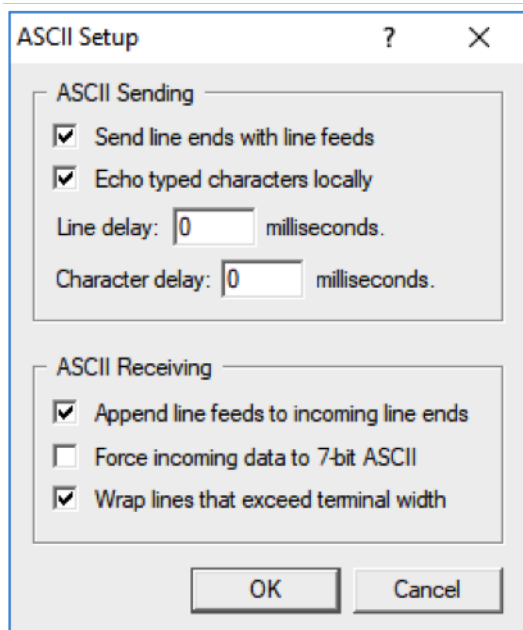 ASCII Setup ?
ASCII Sending
Send line ends with line feeds
Echo typed characters locally
Line delay: 0 milliseconds.
Character delay: 0 milliseconds.
ASCII Receiving
Append line feeds to incoming line ends
Force incoming data to 7-bit ASCII
Wrap lines that exceed terminal width
OK Cancel